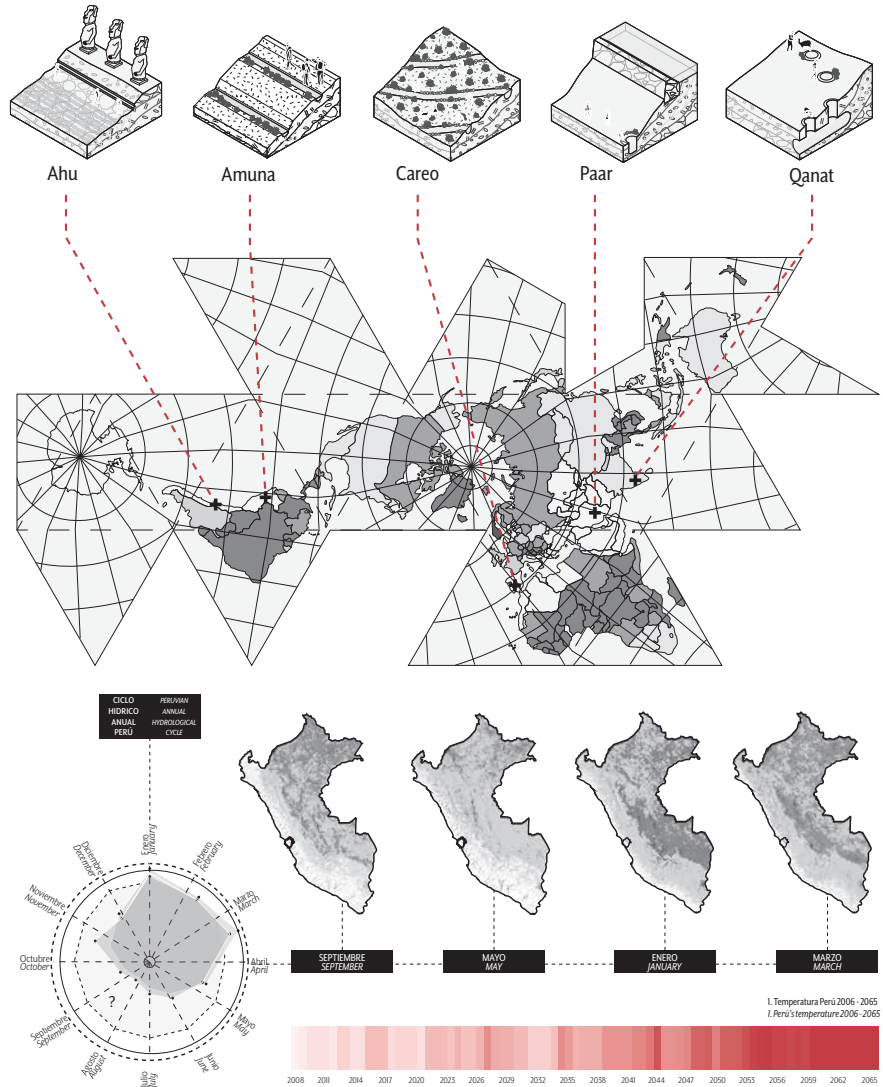 Ahu
Amuna
Careo
Paar
Qanat
CICLO PERUVIAN
HIDRICO ANNUAL
ANUAL HYDROLOGICAL
PERÚ CYCLE
Enero
January
Febrero
February
Marzo
March
Abril
April
Mayo
May
Junio
June
Julio
July
Agosto
August
Septiembre
September
Octubre
October
Noviembre
November
Diciembre
December
?
SEPTIEMBRE
SEPTEMBER
MAYO
MAY
ENERO
JANUARY
MARZO
MARCH
1. Temperatura Perù 2006 - 2065
1. Perù's temperature 2006 - 2065
2008 2011 2014 2017 2020 2023 2026 2029 2032 2035 2038 2041 2044 2047 2050 2053 2056 2059 2062 2065